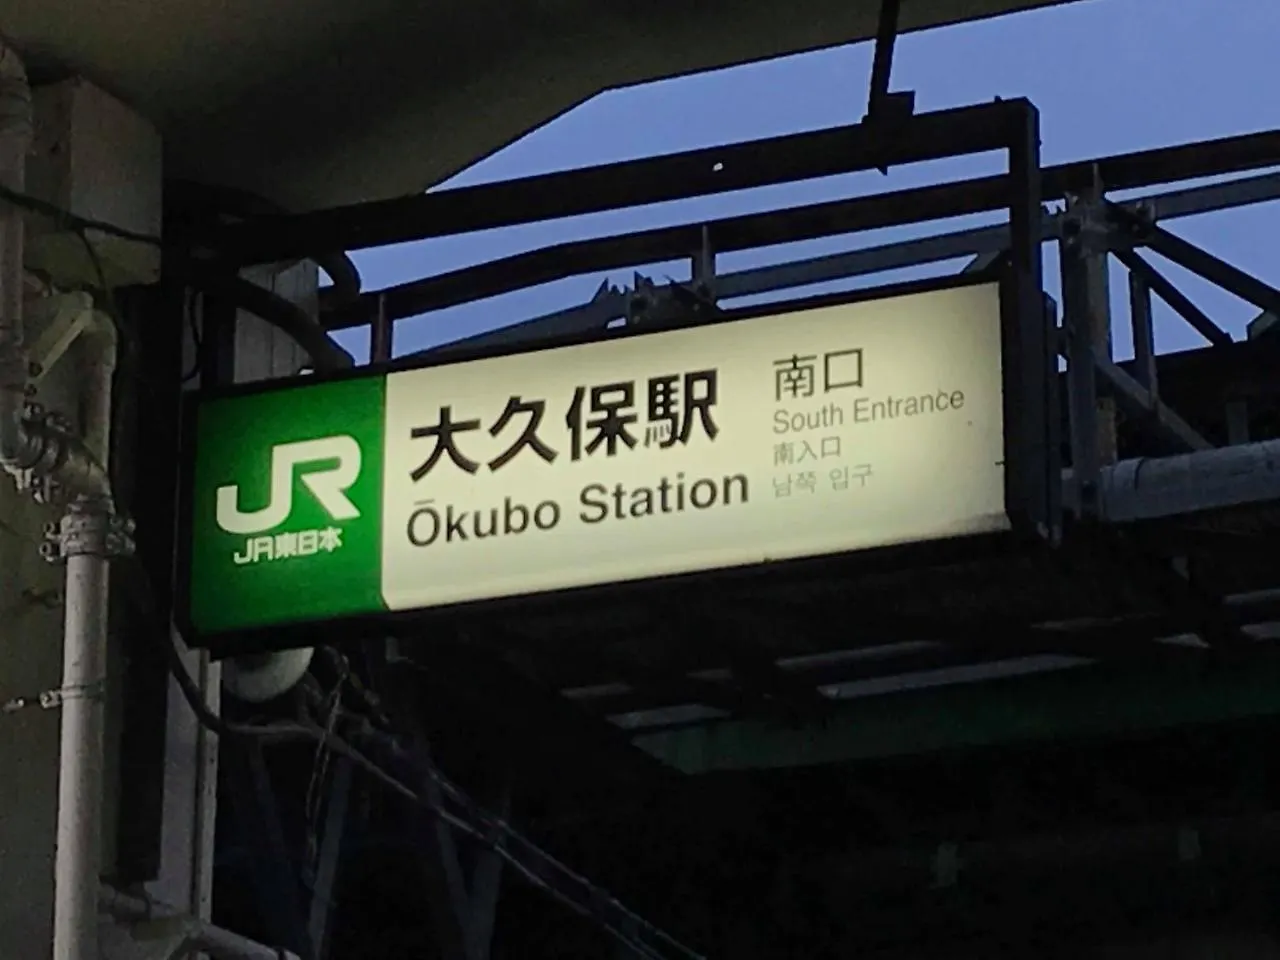 JR
JR東日本
大久保駅
Ōkubo Station
南口
South Entrance
南入口
남쪽 입구